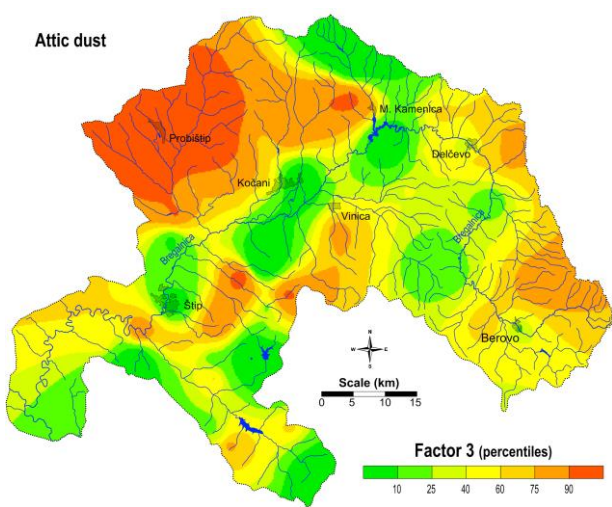 Attic dust
M. Kamenica
Probištip
Delčevo
Kočani
Vinica
Bregalnica
Bregalnica
Štip
Berovo
N
W E
S
Scale (km)
0 5 10 15
Factor 3 (percentiles)
10 25 40 60 75 90